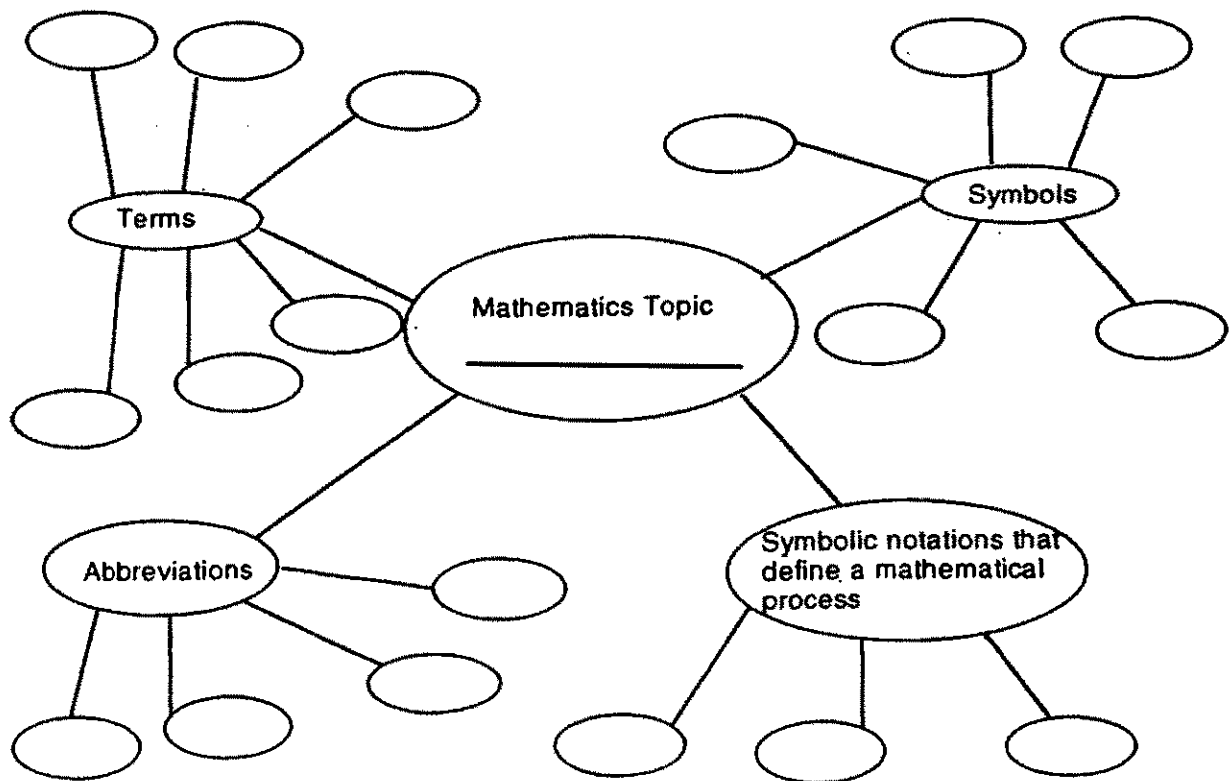 Terms
Symbols
Mathematics Topic
Abbreviations
Symbolic notations that
define a mathematical
process